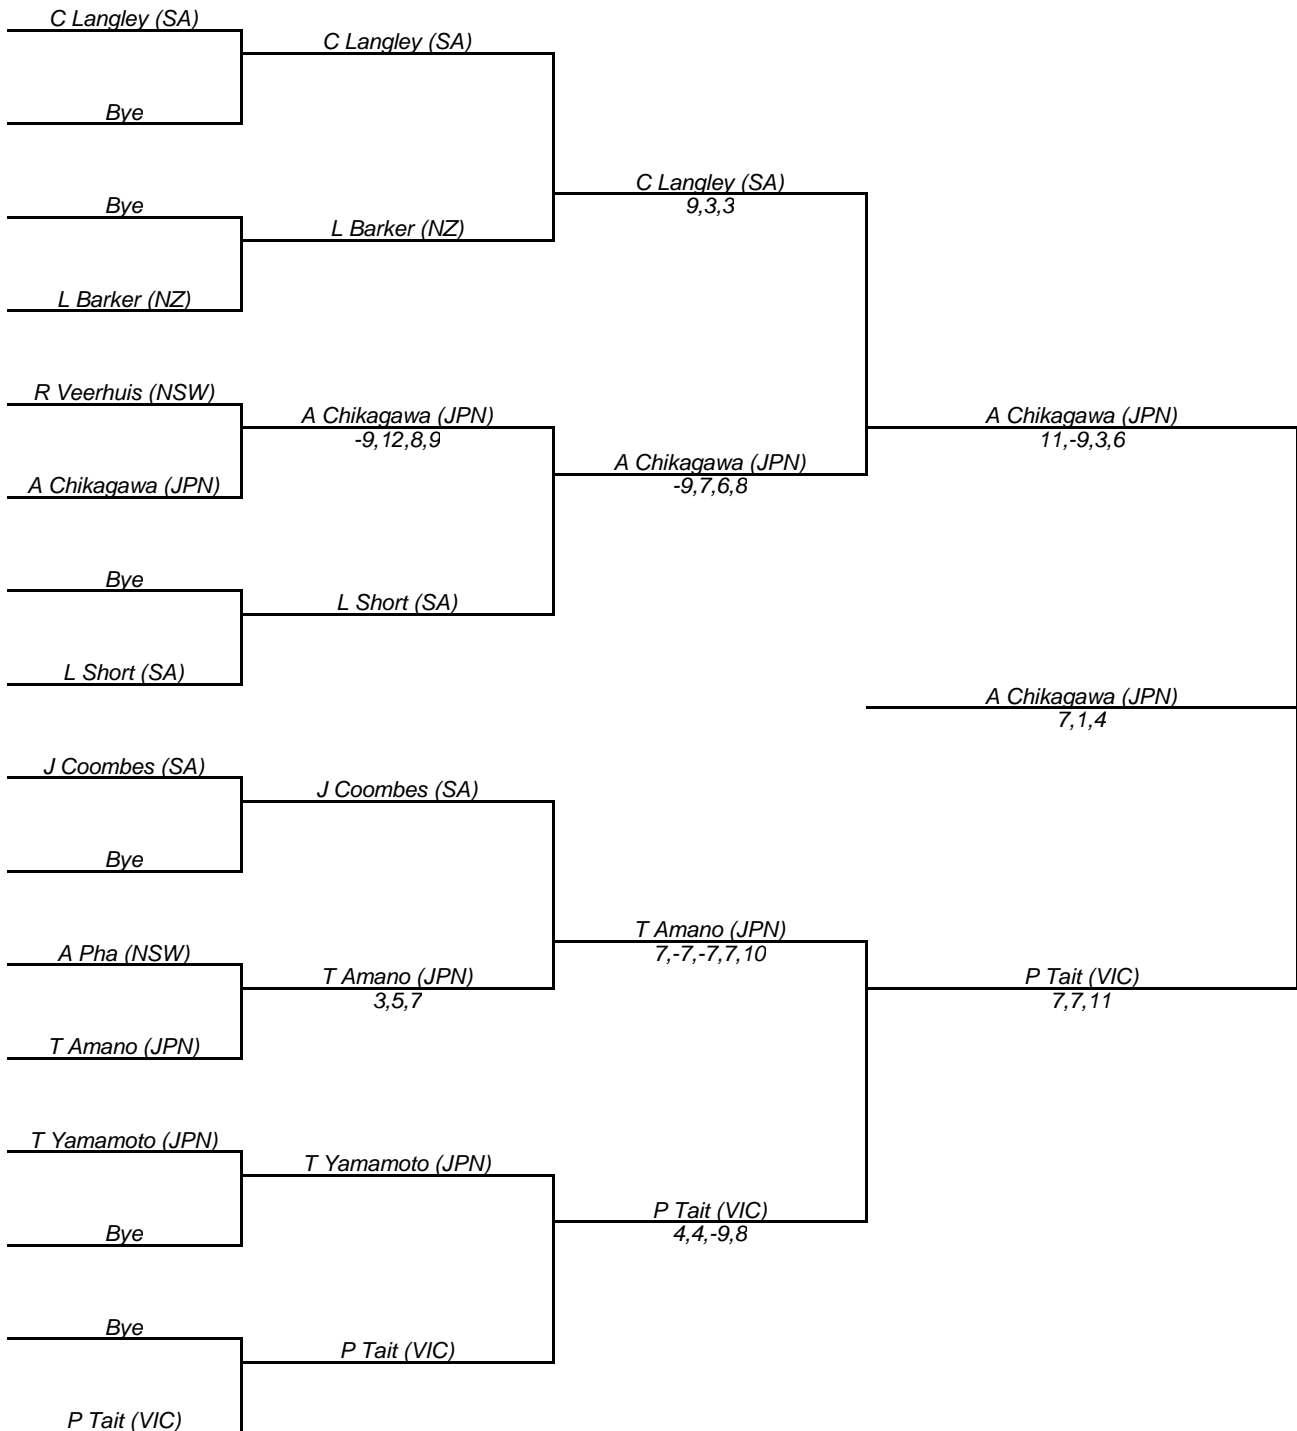 C Langley (SA)
C Langley (SA)
Bye
C Langley (SA)
9,3,3
Bye
L Barker (NZ)
L Barker (NZ)
R Veerhuis (NSW)
A Chikagawa (JPN)
-9,12,8,9
A Chikagawa (JPN)
11,-9,3,6
A Chikagawa (JPN)
-9,7,6,8
A Chikagawa (JPN)
Bye
L Short (SA)
L Short (SA)
A Chikagawa (JPN)
7,1,4
J Coombes (SA)
J Coombes (SA)
Bye
T Amano (JPN)
7,-7,-7,7,10
A Pha (NSW)
T Amano (JPN)
3,5,7
P Tait (VIC)
7,7,11
T Amano (JPN)
T Yamamoto (JPN)
T Yamamoto (JPN)
P Tait (VIC)
4,4,-9,8
Bye
Bye
P Tait (VIC)
P Tait (VIC)